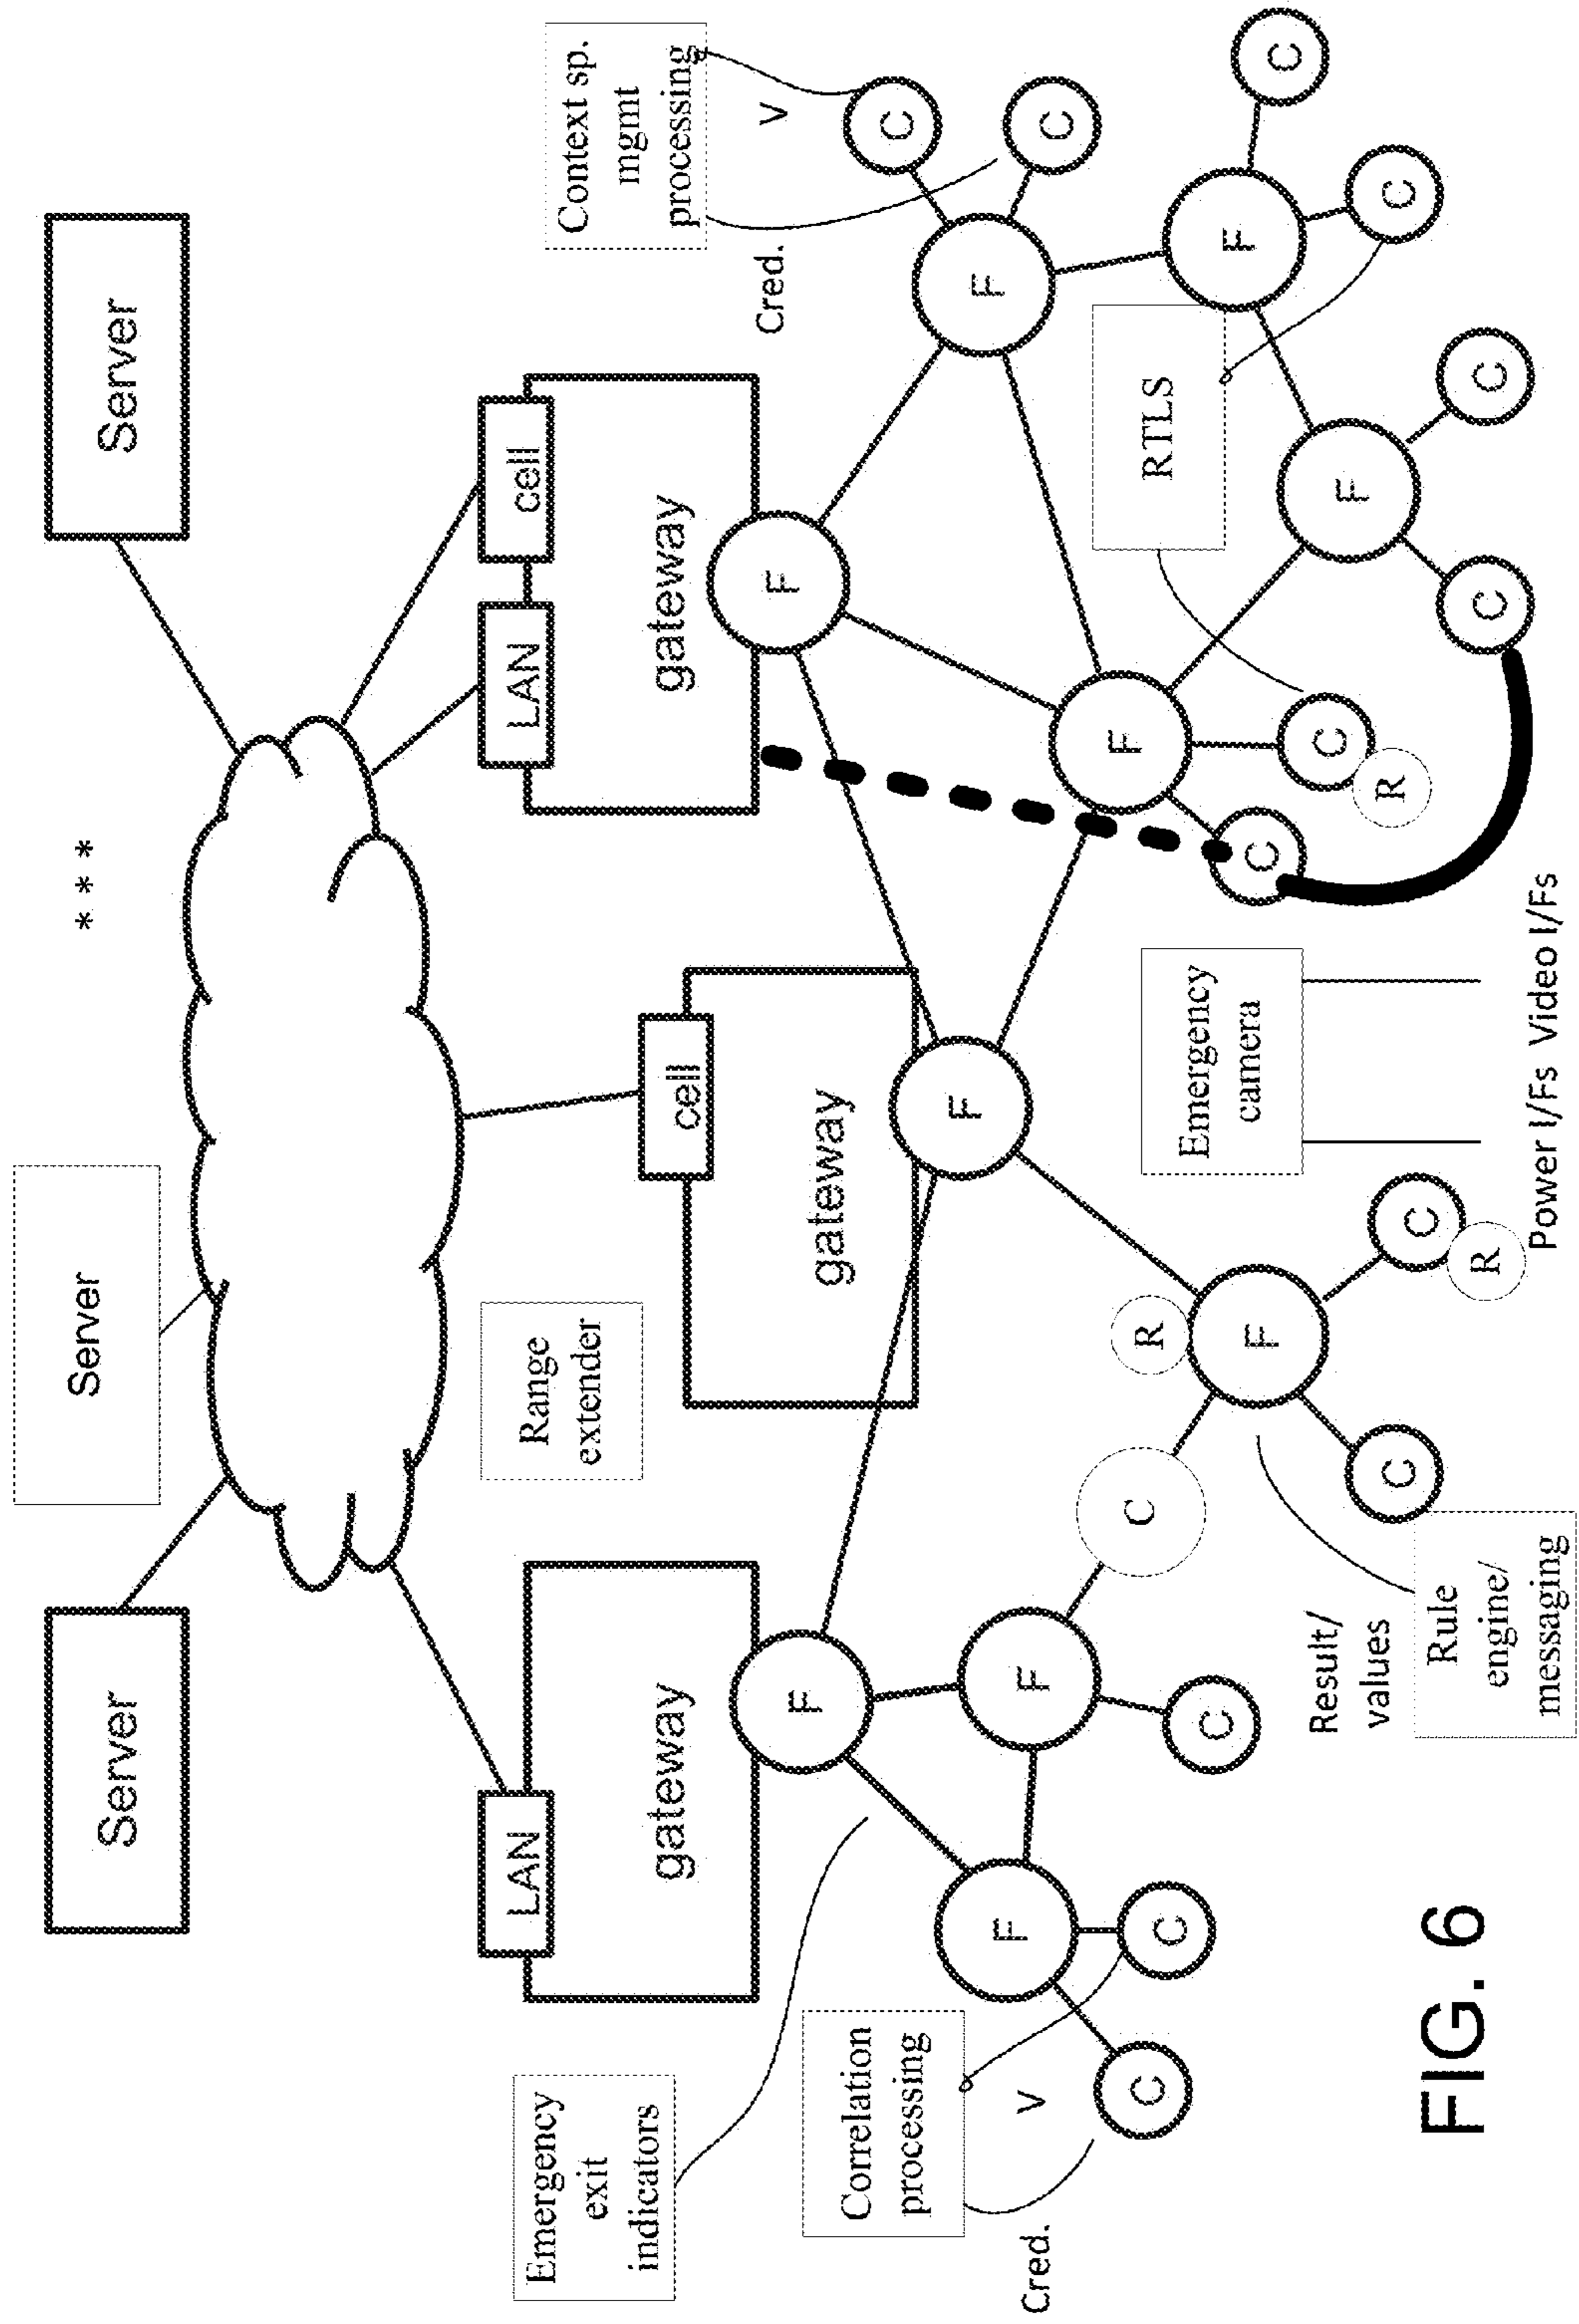 Server
* * *
Server
Server
LAN
Range
extender
LAN
cell
Emergency
exit
indicators
Context sp.
mgmt
processing
gateway
cell
gateway
gateway
Cred.
V
F
F
Correlation
processing
C
F
F
Cred.
V
F
F
C
C
R
F
RTLS
C
C
C
Emergency
camera
F
C
F
C
C
Result/
values
C
F
R
C
C
C
Rule
engine/
messaging
R
C
C
Power I/Fs Video I/Fs
FIG. 6